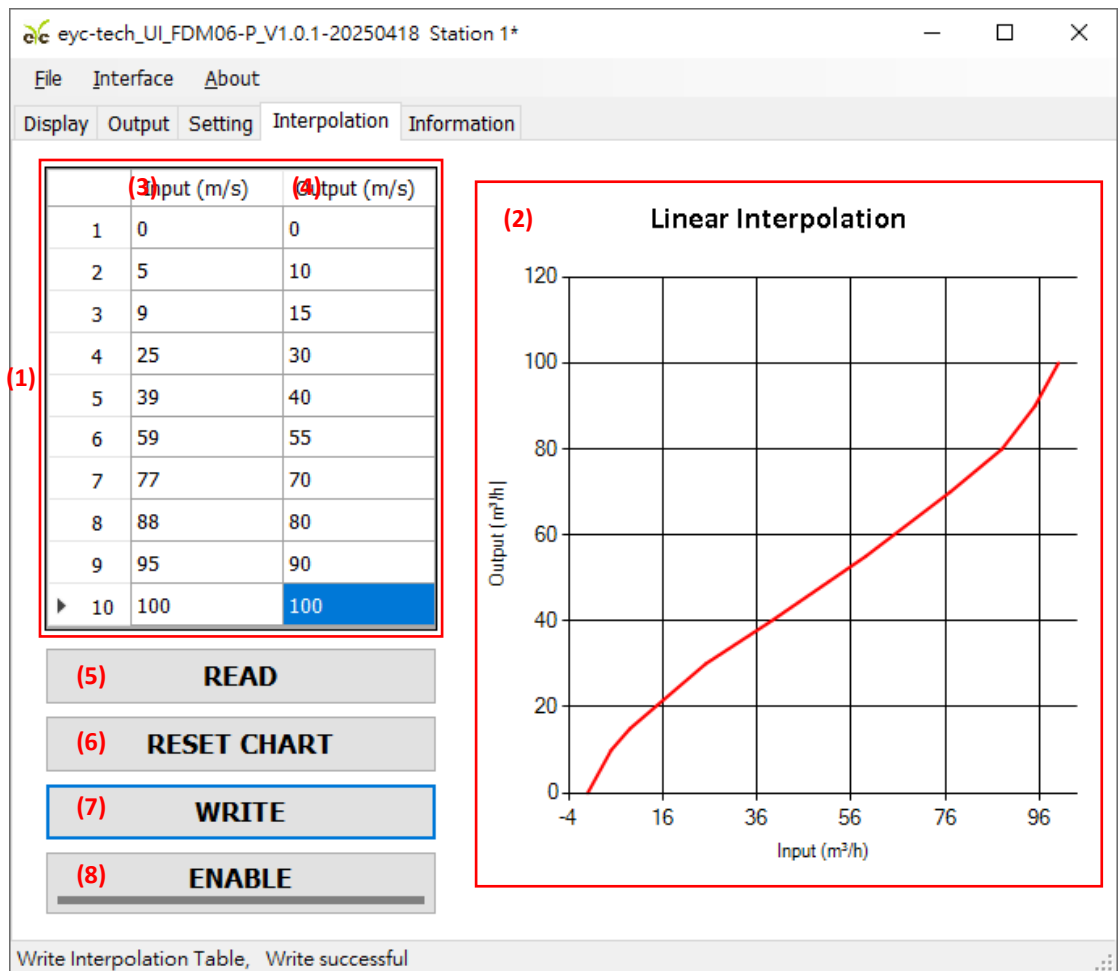 eyc-tech_UI_FDM06-P_V1.0.1-20250418 Station 1*
File Interface About
Display Output Setting Interpolation Information
(1)
(3) Input (m/s) (4) Output (m/s)
1 0 0
2 5 10
3 9 15
4 25 30
5 39 40
6 59 55
7 77 70
8 88 80
9 95 90
10 100 100
(5) READ
(6) RESET CHART
(7) WRITE
(8) ENABLE
(2) Linear Interpolation
120
100
80
60
40
20
0
Output (m³/h)
-4 16 36 56 76 96
Input (m³/h)
Write Interpolation Table, Write successful